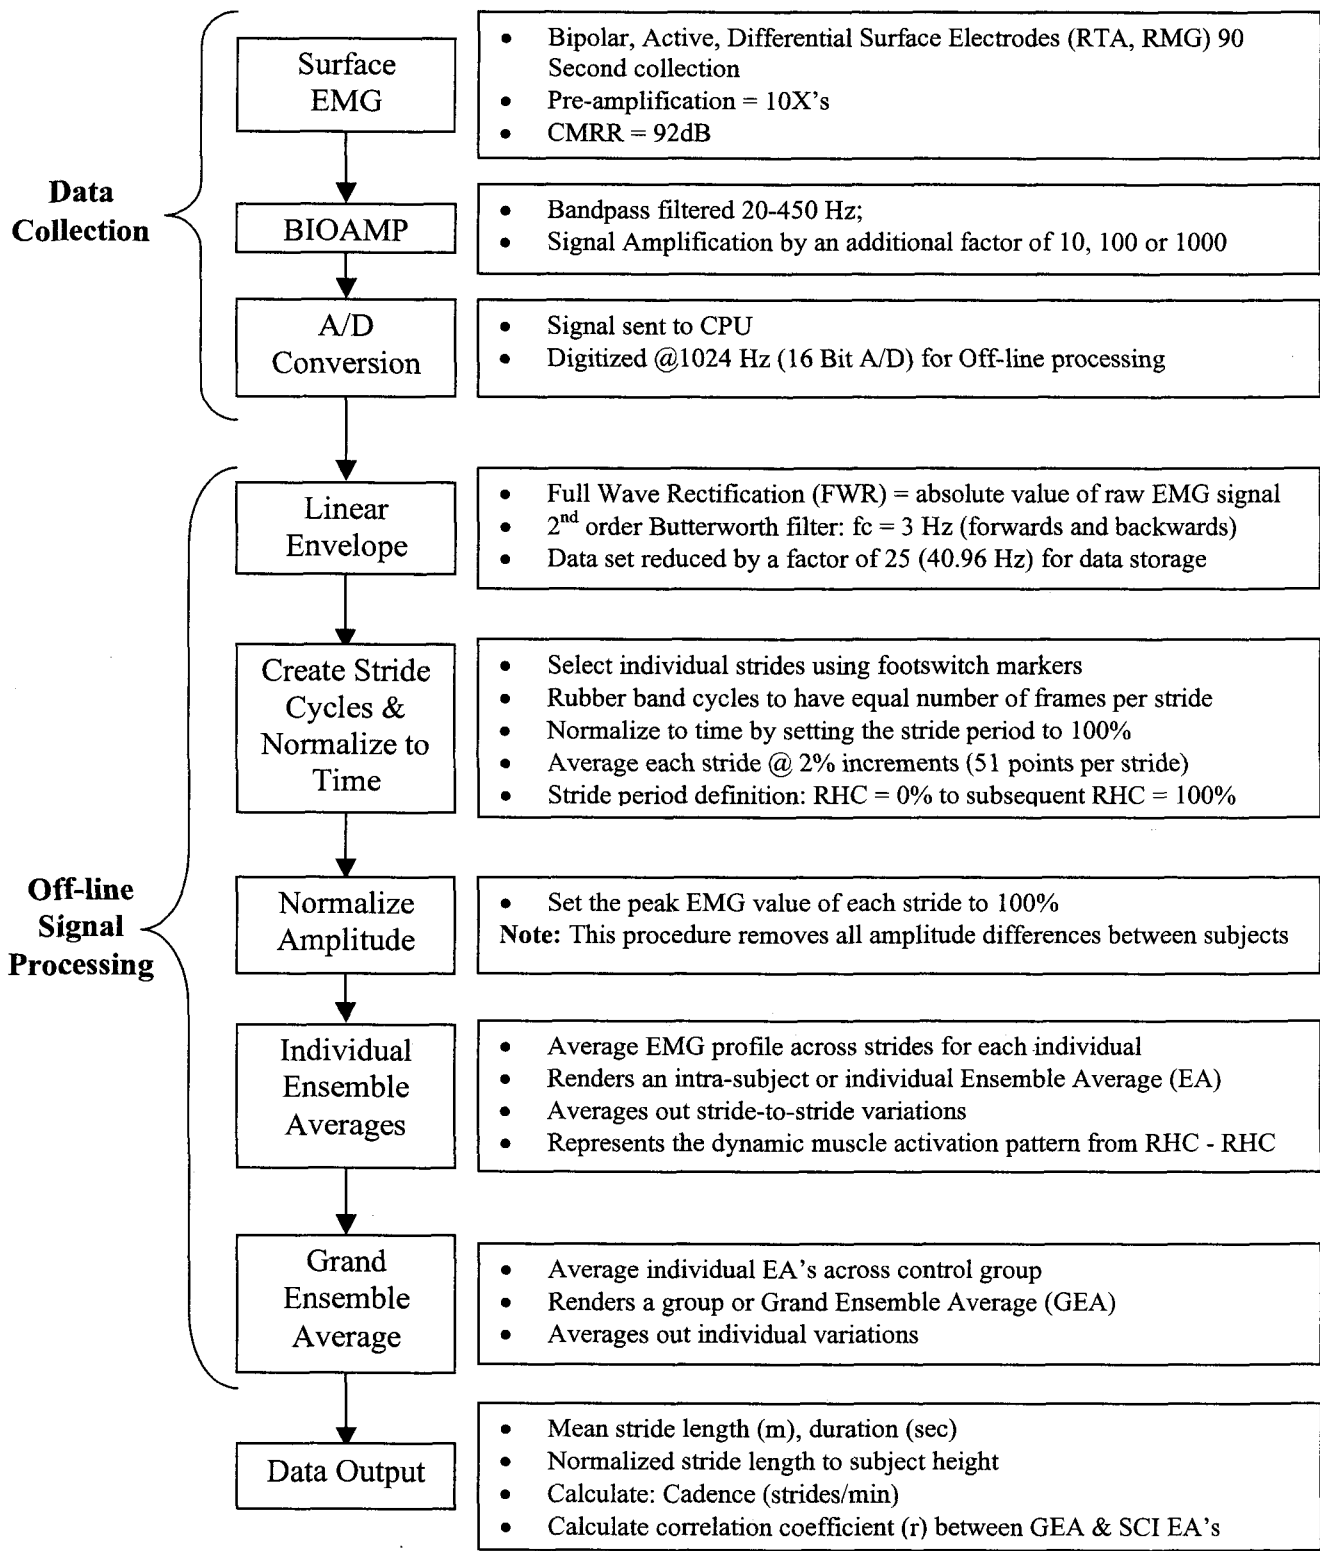 Data
Collection
Surface
EMG
• Bipolar, Active, Differential Surface Electrodes (RTA, RMG) 90
Second collection
• Pre-amplification = 10X's
• CMRR = 92dB
BIOAMP
• Bandpass filtered 20-450 Hz;
• Signal Amplification by an additional factor of 10, 100 or 1000
A/D
Conversion
• Signal sent to CPU
• Digitized @1024 Hz (16 Bit A/D) for Off-line processing
Off-line
Signal
Processing
Linear
Envelope
• Full Wave Rectification (FWR) = absolute value of raw EMG signal
• 2nd order Butterworth filter: fc = 3 Hz (forwards and backwards)
• Data set reduced by a factor of 25 (40.96 Hz) for data storage
Create Stride
Cycles &
Normalize to
Time
• Select individual strides using footswitch markers
• Rubber band cycles to have equal number of frames per stride
• Normalize to time by setting the stride period to 100%
• Average each stride @ 2% increments (51 points per stride)
• Stride period definition: RHC = 0% to subsequent RHC = 100%
Normalize
Amplitude
• Set the peak EMG value of each stride to 100%
Note: This procedure removes all amplitude differences between subjects
Individual
Ensemble
Averages
• Average EMG profile across strides for each individual
• Renders an intra-subject or individual Ensemble Average (EA)
• Averages out stride-to-stride variations
• Represents the dynamic muscle activation pattern from RHC - RHC
Grand
Ensemble
Average
• Average individual EA's across control group
• Renders a group or Grand Ensemble Average (GEA)
• Averages out individual variations
Data Output
• Mean stride length (m), duration (sec)
• Normalized stride length to subject height
• Calculate: Cadence (strides/min)
• Calculate correlation coefficient (r) between GEA & SCI EA's